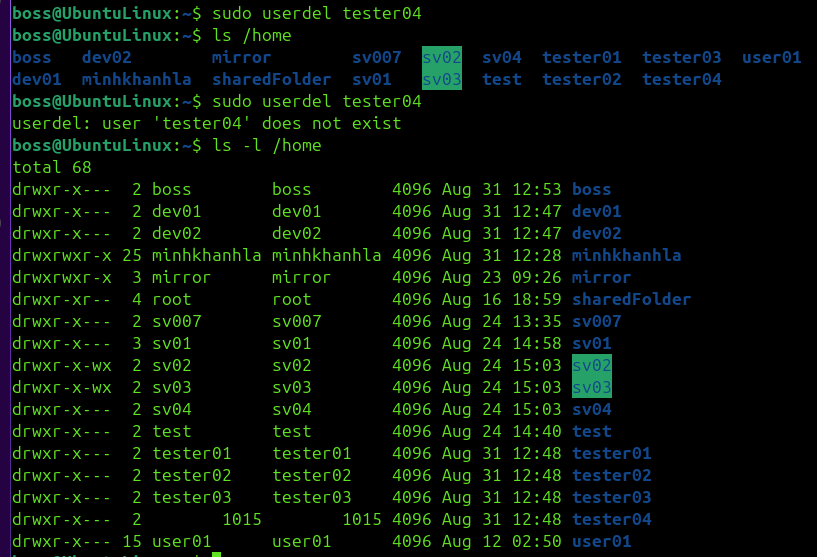 boss@UbuntuLinux:~$ sudo userdel tester04
boss@UbuntuLinux:~$ ls /home
boss   dev02        mirror        sv007  sv02  sv04  tester01  tester03  user01
dev01  minhkhanhla  sharedFolder  sv01   sv03  test  tester02  tester04
boss@UbuntuLinux:~$ sudo userdel tester04
userdel: user 'tester04' does not exist
boss@UbuntuLinux:~$ ls -l /home
total 68
drwxr-x---  2 boss        boss        4096 Aug 31 12:53 boss
drwxr-x---  2 dev01       dev01       4096 Aug 31 12:47 dev01
drwxr-x---  2 dev02       dev02       4096 Aug 31 12:47 dev02
drwxrwxr-x 25 minhkhanhla minhkhanhla 4096 Aug 31 12:28 minhkhanhla
drwxrwxr-x  3 mirror      mirror      4096 Aug 23 09:26 mirror
drwxr-xr--  4 root        root        4096 Aug 16 18:59 sharedFolder
drwxr-x---  2 sv007       sv007       4096 Aug 24 13:35 sv007
drwxr-x---  3 sv01        sv01        4096 Aug 24 14:58 sv01
drwxr-x-wx  2 sv02        sv02        4096 Aug 24 15:03 sv02
drwxr-x-wx  2 sv03        sv03        4096 Aug 24 15:03 sv03
drwxr-x---  2 sv04        sv04        4096 Aug 24 15:03 sv04
drwxr-x---  2 test        test        4096 Aug 24 14:40 test
drwxr-x---  2 tester01    tester01    4096 Aug 31 12:48 tester01
drwxr-x---  2 tester02    tester02    4096 Aug 31 12:48 tester02
drwxr-x---  2 tester03    tester03    4096 Aug 31 12:48 tester03
drwxr-x---  2        1015        1015 4096 Aug 31 12:48 tester04
drwxr-x--- 15 user01      user01      4096 Aug 12 02:50 user01